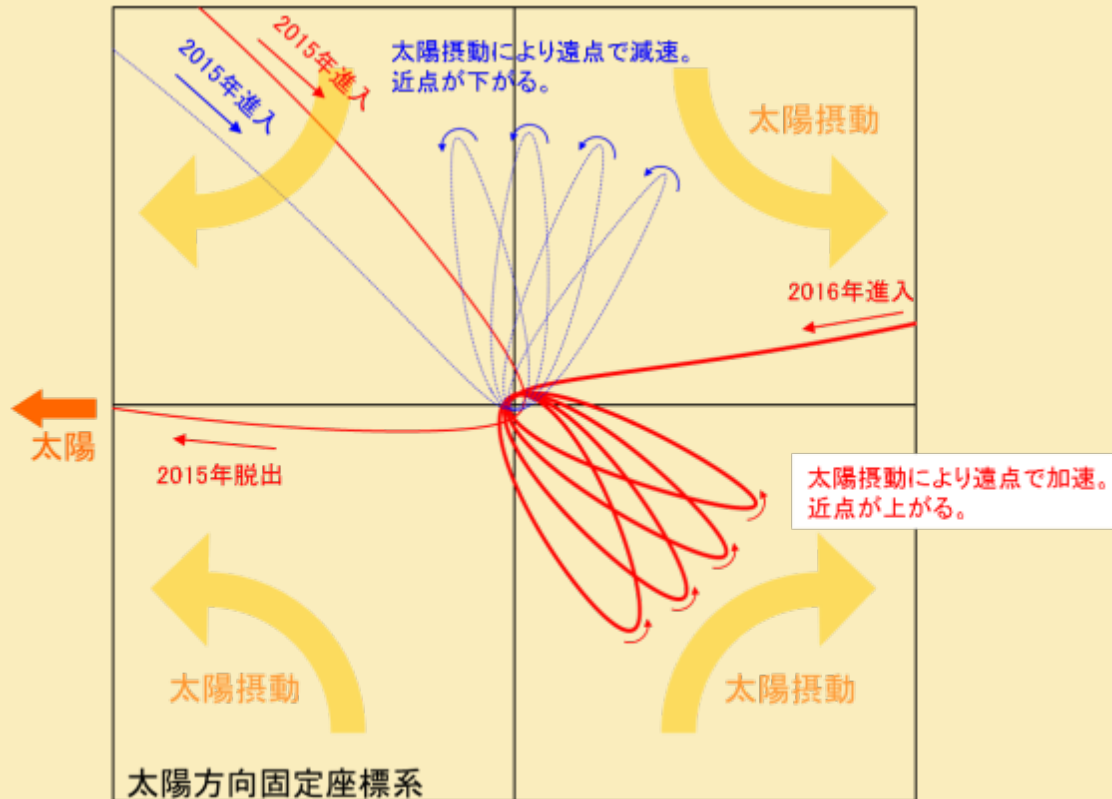 2015年進入
2015年進入
太陽摂動により遠点で減速。
近点が下がる。
太陽摂動
2016年進入
太陽
2015年脱出
太陽摂動により遠点で加速。
近点が上がる。
太陽摂動
太陽摂動
太陽方向固定座標系